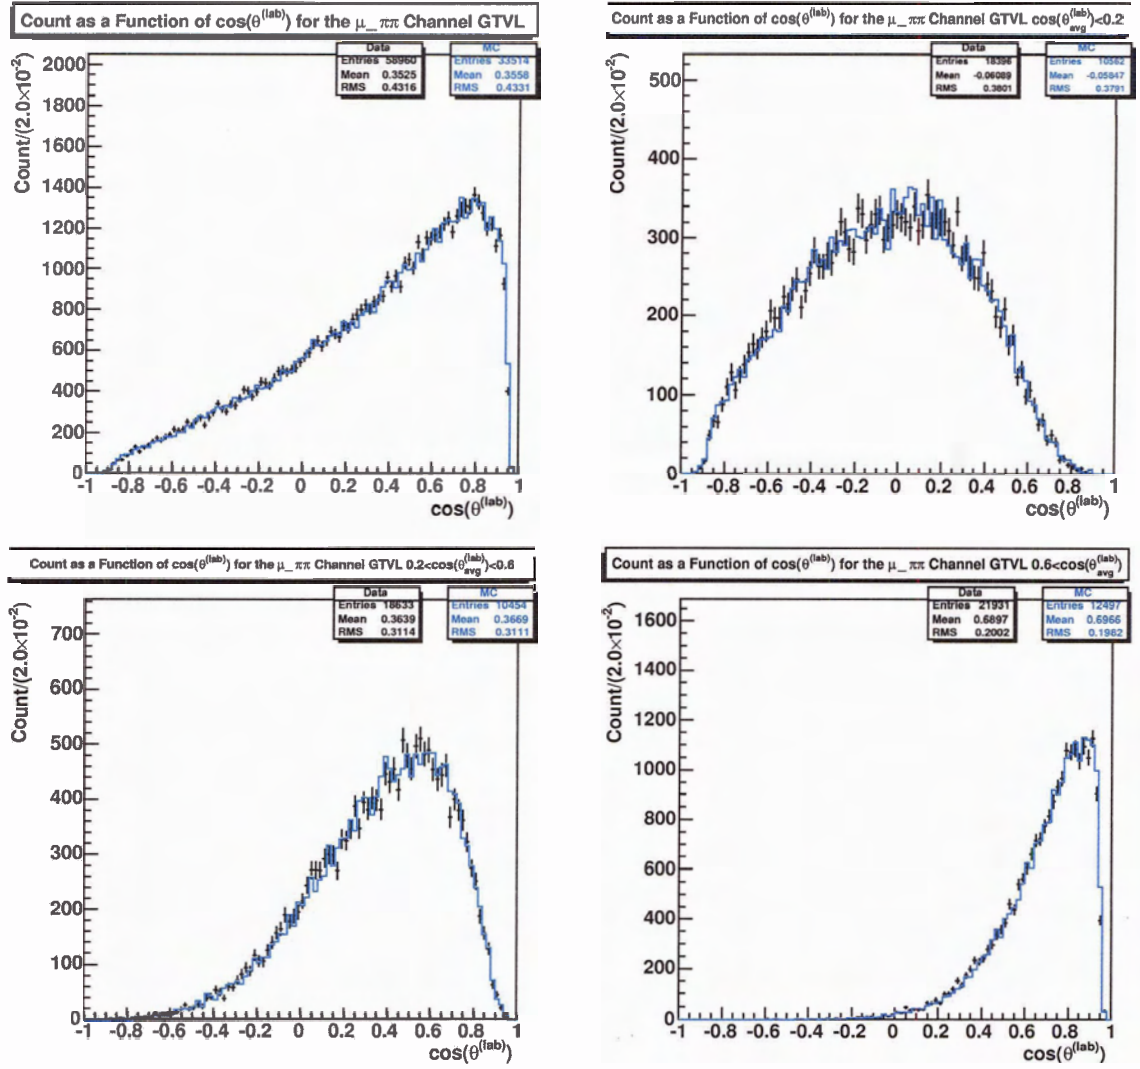 Count as a Function of cos(θ^(lab)) for the μ_ ππ Channel GTVL
Data
Entries 58960
Mean 0.3525
RMS 0.4316
MC
Entries 33514
Mean 0.3558
RMS 0.4331
Count/(2.0×10^-2)
2000
1800
1600
1400
1200
1000
800
600
400
200
0
-1 -0.8 -0.6 -0.4 -0.2 0 0.2 0.4 0.6 0.8 1
cos(θ^(lab))
Count as a Function of cos(θ^(lab)) for the μ_ ππ Channel GTVL cos(θ^(lab)_avg)<0.2
Data
Entries 18396
Mean -0.06089
RMS 0.3801
MC
Entries 10562
Mean -0.05847
RMS 0.3791
Count/(2.0×10^-2)
500
400
300
200
100
0
-1 -0.8 -0.6 -0.4 -0.2 0 0.2 0.4 0.6 0.8 1
cos(θ^(lab))
Count as a Function of cos(θ^(lab)) for the μ_ ππ Channel GTVL 0.2<cos(θ^(lab)_avg)<0.6
Data
Entries 18633
Mean 0.3639
RMS 0.3114
MC
Entries 10454
Mean 0.3669
RMS 0.3111
Count/(2.0×10^-2)
700
600
500
400
300
200
100
0
-1 -0.8 -0.6 -0.4 -0.2 0 0.2 0.4 0.6 0.8 1
cos(θ^(lab))
Count as a Function of cos(θ^(lab)) for the μ_ ππ Channel GTVL 0.6<cos(θ^(lab)_avg)
Data
Entries 21931
Mean 0.6897
RMS 0.2002
MC
Entries 12497
Mean 0.6966
RMS 0.1982
Count/(2.0×10^-2)
1600
1400
1200
1000
800
600
400
200
0
-1 -0.8 -0.6 -0.4 -0.2 0 0.2 0.4 0.6 0.8 1
cos(θ^(lab))